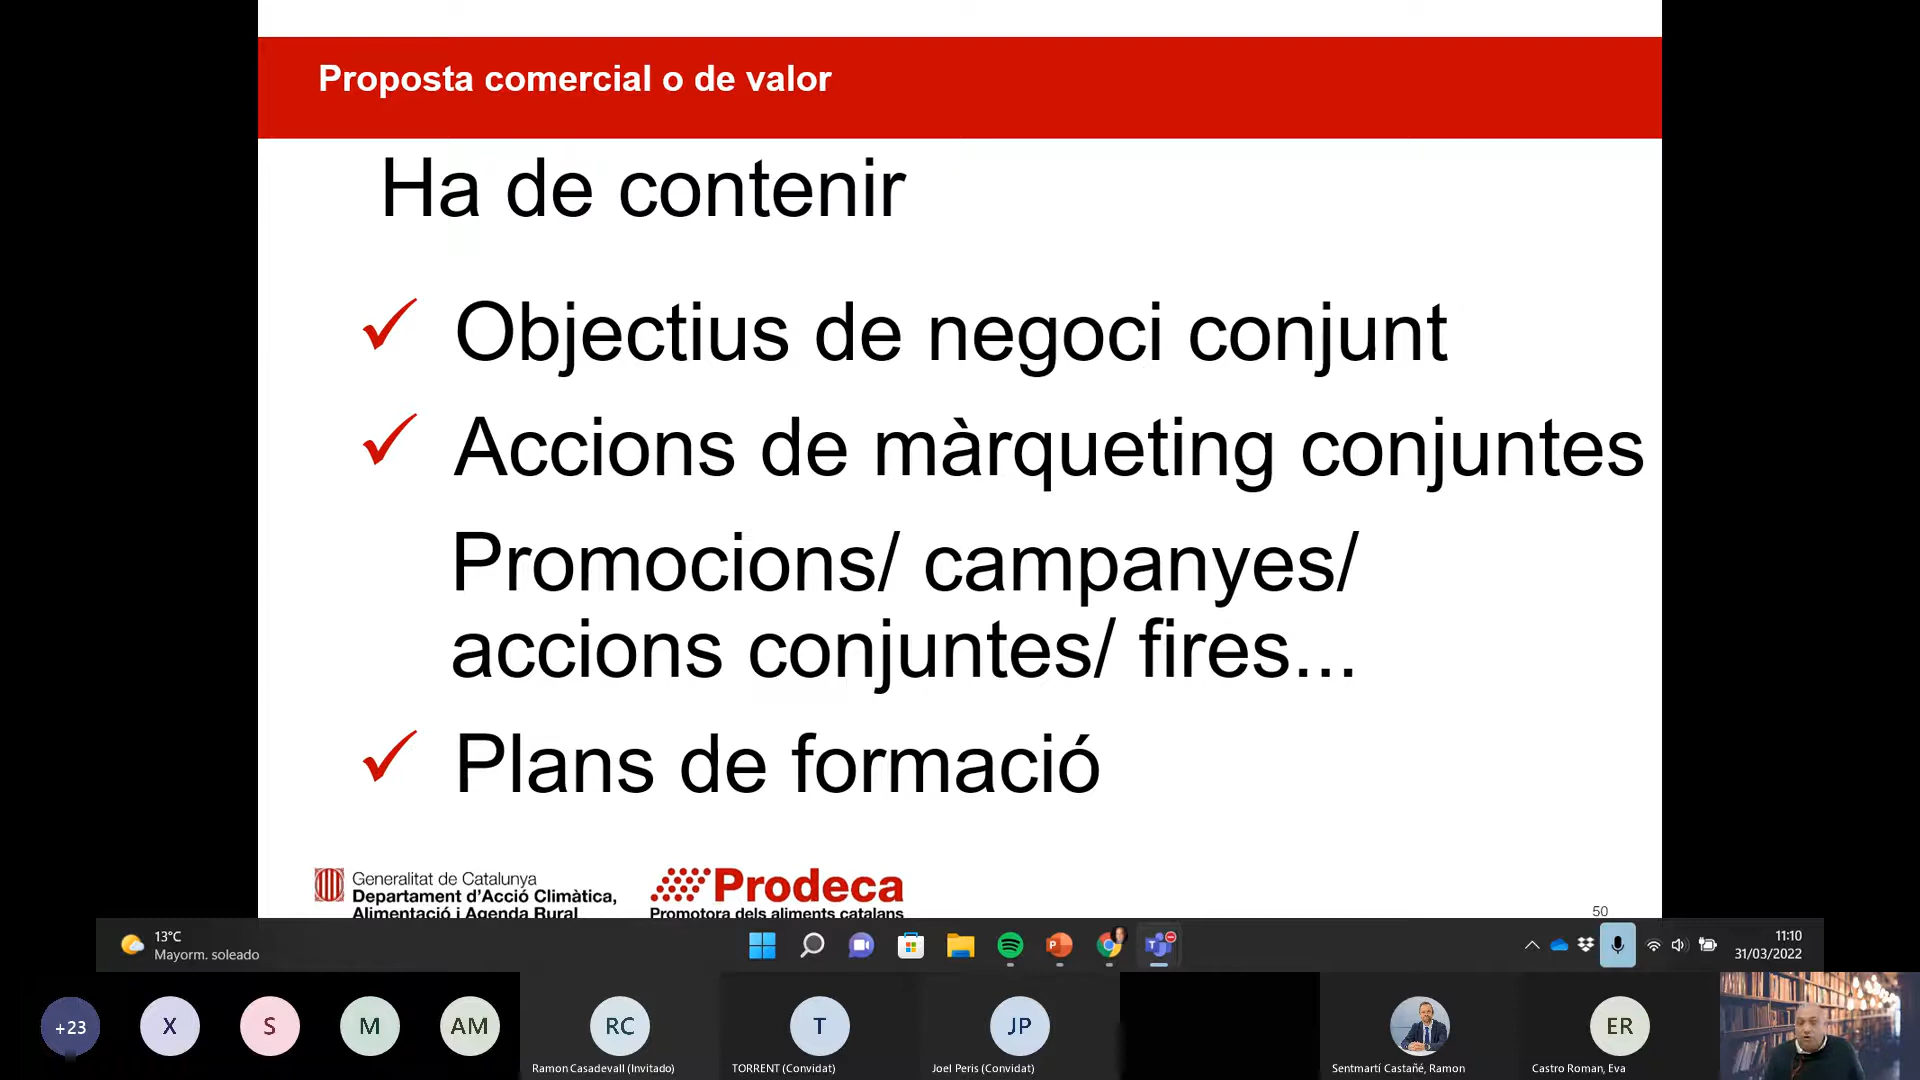 Proposta comercial o de valor
Ha de contenir
Objectius de negoci conjunt
Accions de màrqueting conjuntes
Promocions/ campanyes/
accions conjuntes/ fires...
Plans de formació
Generalitat de Catalunya
Departament d'Acció Climàtica,
Alimentació i Agenda Rural
Prodeca
Promotora dels aliments catalans
50
13°C
Mayorm. soleado
11:10
31/03/2022
+23
X
S
M
AM
RC
T
JP
ER
Ramon Casadevall (Invitado)
TORRENT (Convidat)
Joel Peris (Convidat)
Sentmartí Castañé, Ramon
Castro Roman, Eva